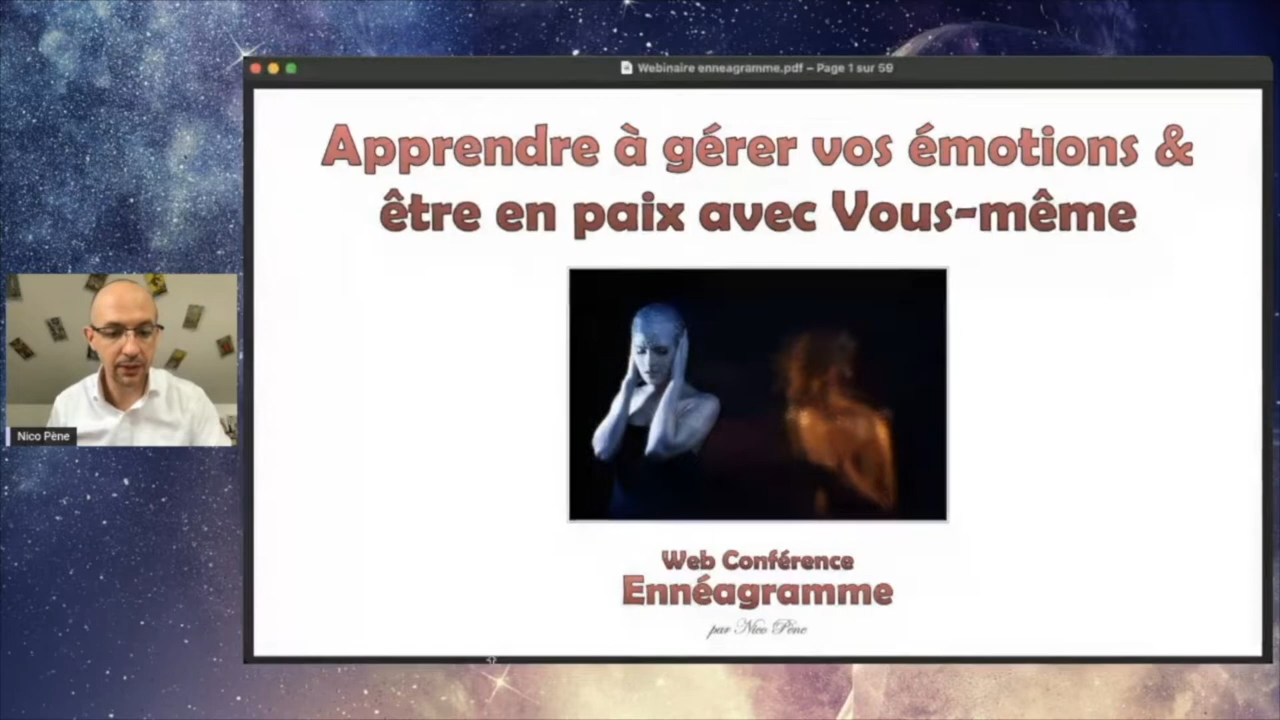 Webinaire enneagramme.pdf – Page 1 sur 59
Apprendre à gérer vos émotions &
être en paix avec Vous-même
Nico Pène
Web Conférence
Ennéagramme
par Nico Pène